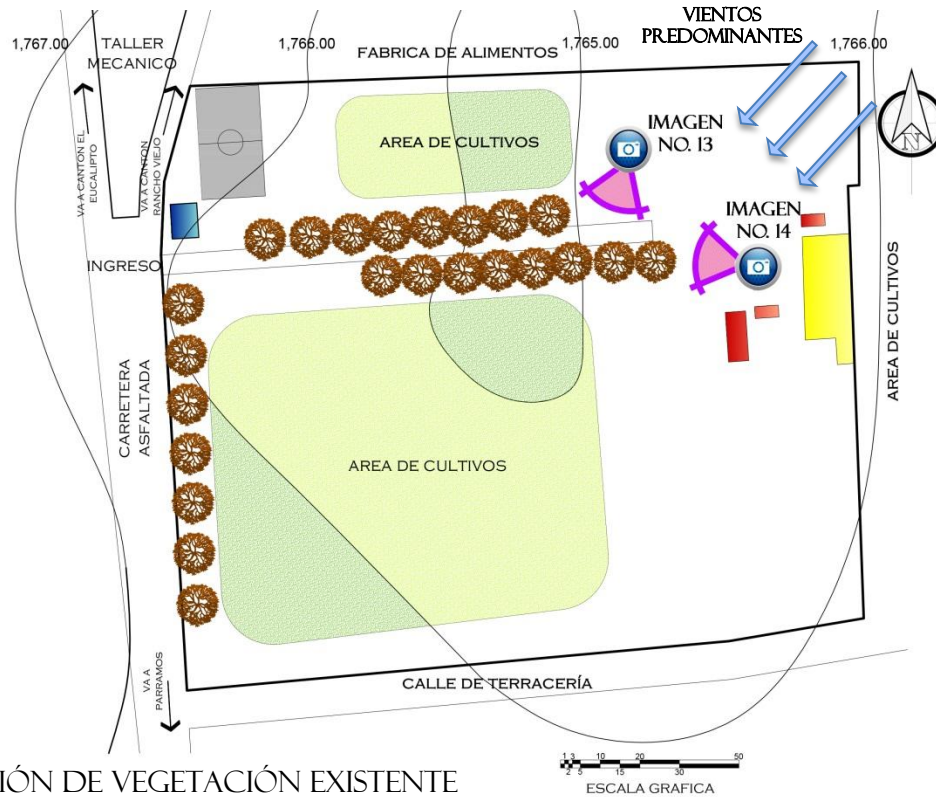 VIENTOS
PREDOMINANTES
1,767.00
TALLER
MECANICO
1,766.00
FABRICA DE ALIMENTOS
1,765.00
1,766.00
VA A CANTON EL
EUCALIPTO
VA A CANTON
RANCHO VIEJO
AREA DE CULTIVOS
IMAGEN
NO. 13
N
IMAGEN
NO. 14
INGRESO
AREA DE CULTIVOS
CARRETERA
ASFALTADA
AREA DE CULTIVOS
VA A
PARRAMOS
CALLE DE TERRACERÍA
IÓN DE VEGETACIÓN EXISTENTE
1 3 10 20 50
2 5 15 30
ESCALA GRAFICA